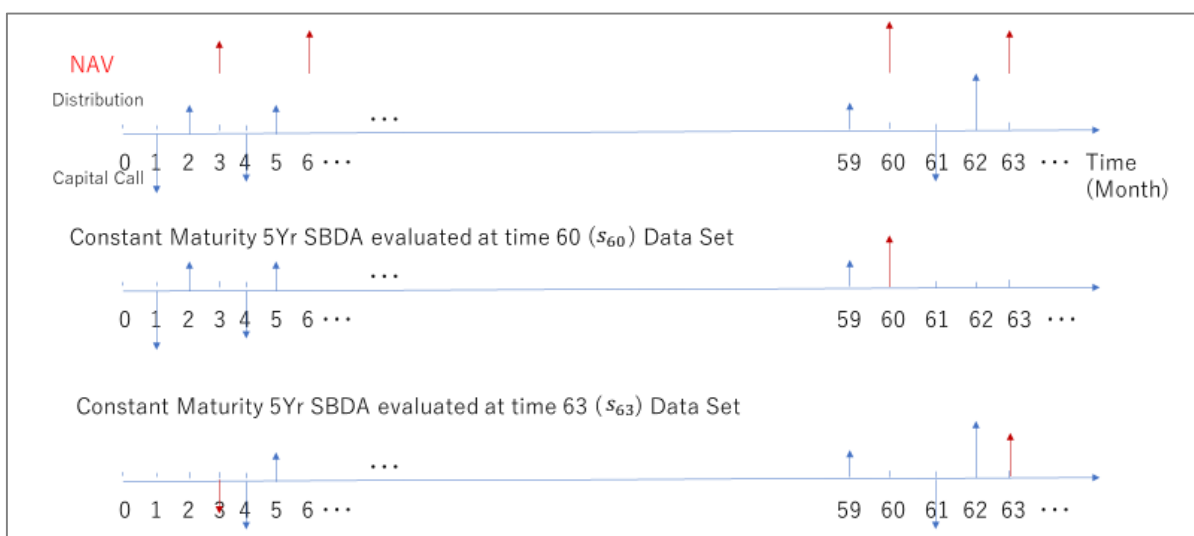 NAV
Distribution
...
0 1 2 3 4 5 6 ... 59 60 61 62 63 ... Time
Capital Call (Month)
Constant Maturity 5Yr SBDA evaluated at time 60 (s₆₀) Data Set
...
0 1 2 3 4 5 6 ... 59 60 61 62 63 ...
Constant Maturity 5Yr SBDA evaluated at time 63 (s₆₃) Data Set
...
0 1 2 3 4 5 6 ... 59 60 61 62 63 ...